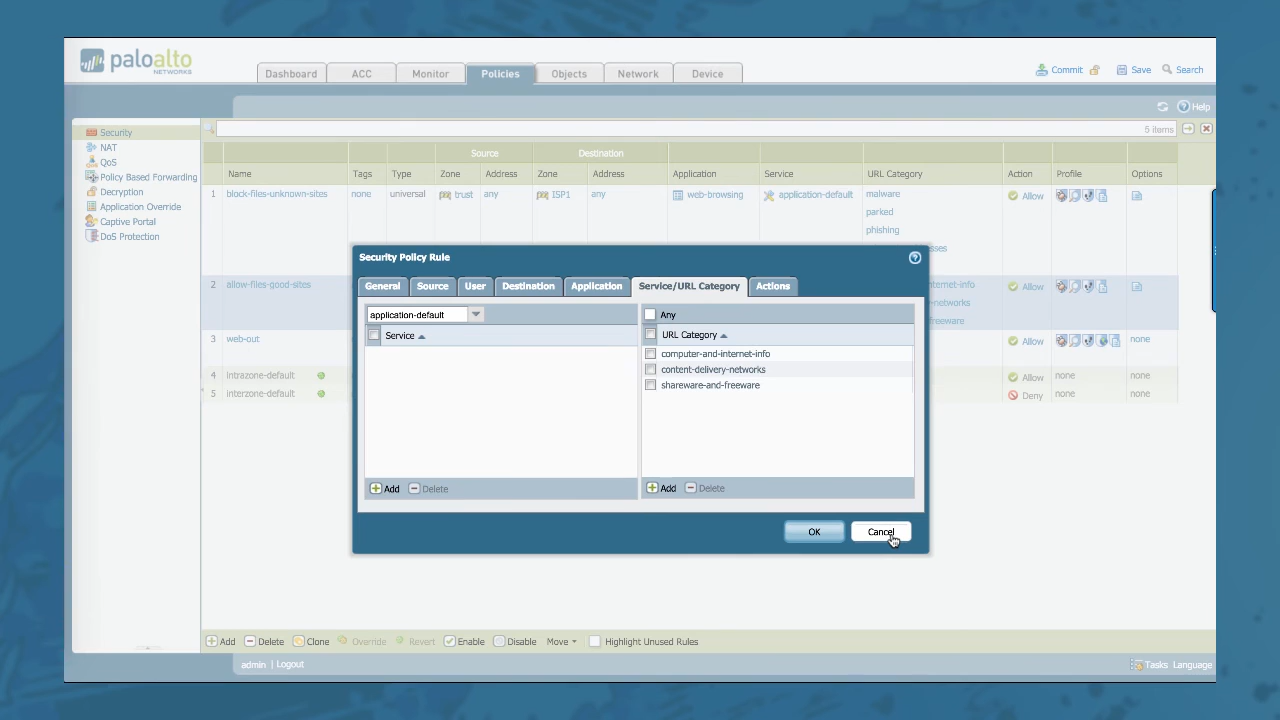 paloalto
NETWORKS
Dashboard ACC Monitor Policies Objects Network Device
Commit Save Search
Help
5 items
Security
NAT
QoS
Policy Based Forwarding
Decryption
Application Override
Captive Portal
DoS Protection
Source Destination
Name Tags Type Zone Address Zone Address Application Service URL Category Action Profile Options
1 block-files-unknown-sites none universal trust any ISP1 any web-browsing application-default malware Allow
parked
phishing
2 allow-files-good-sites Allow
3 web-out Allow none
4 intrazone-default Allow none none
5 interzone-default Deny none none
Security Policy Rule
General Source User Destination Application Service/URL Category Actions
application-default
Service
Add Delete
Any
URL Category
computer-and-internet-info
content-delivery-networks
shareware-and-freeware
Add Delete
OK Cancel
Add Delete Clone Override Revert Enable Disable Move Highlight Unused Rules
admin | Logout
Tasks Language